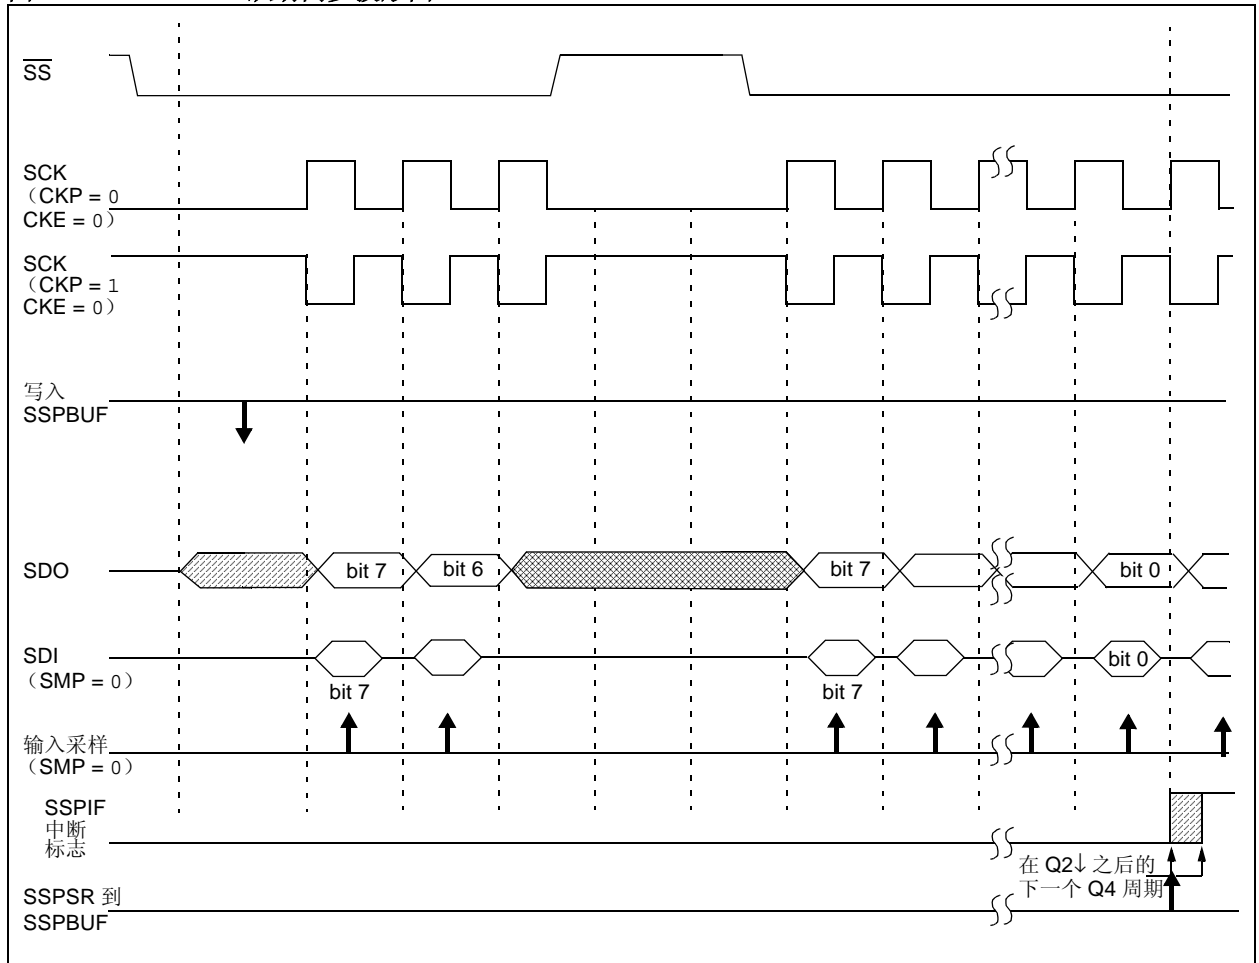 SS
SCK
（CKP = 0
CKE = 0）
SCK
（CKP = 1
CKE = 0）
写入
SSPBUF
SDO
bit 7
bit 6
bit 7
bit 0
SDI
（SMP = 0）
bit 7
bit 7
bit 0
输入采样
（SMP = 0）
SSPIF
中断
标志
在 Q2↓ 之后的
下一个 Q4 周期
SSPSR 到
SSPBUF